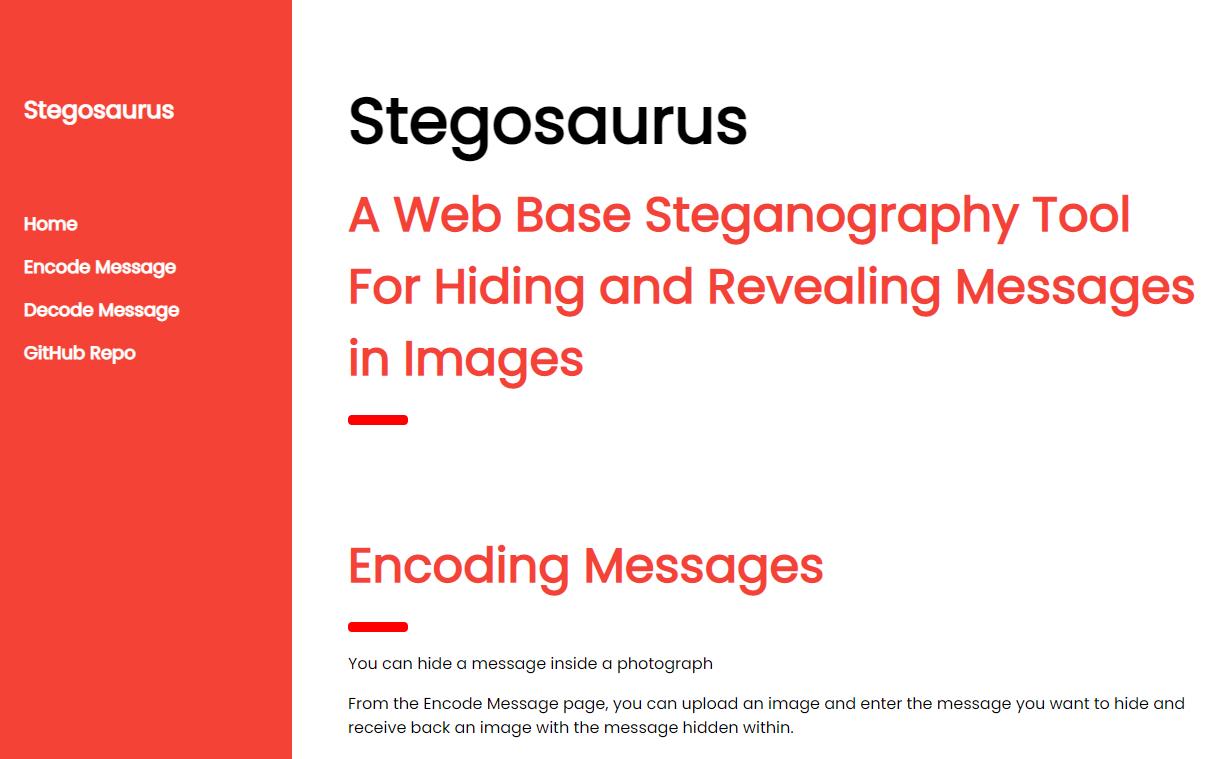 Stegosaurus
Home
Encode Message
Decode Message
GitHub Repo
Stegosaurus
A Web Base Steganography Tool
For Hiding and Revealing Messages
in Images
Encoding Messages
You can hide a message inside a photograph
From the Encode Message page, you can upload an image and enter the message you want to hide and
receive back an image with the message hidden within.